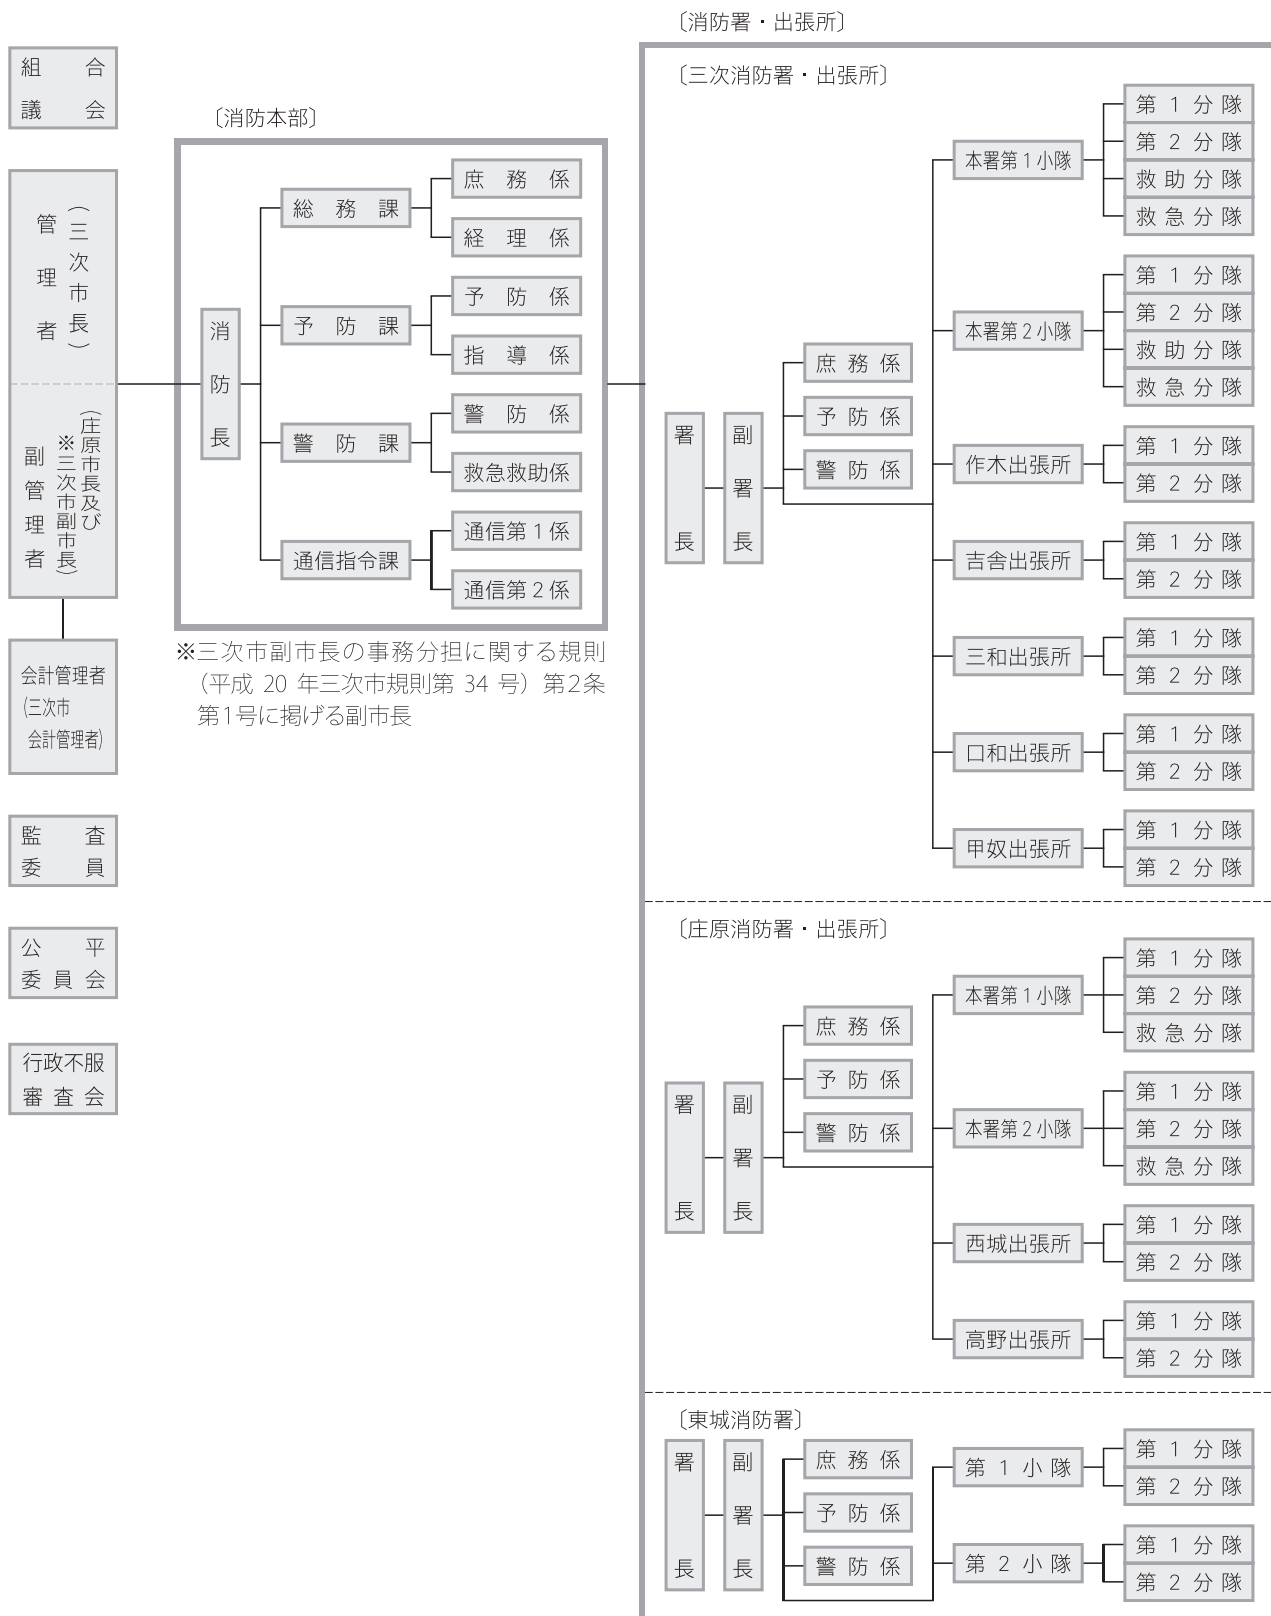 組合
議会
管理者
（三次市長）
副管理者
（庄原市長及び
※三次市副市長）
会計管理者
(三次市
会計管理者)
監査
委員
公平
委員会
行政不服
審査会
〔消防本部〕
消防長
総務課
庶務係
経理係
予防課
予防係
指導係
警防課
警防係
救急救助係
通信指令課
通信第1係
通信第2係
※三次市副市長の事務分担に関する規則
（平成 20 年三次市規則第 34 号）第2条
第1号に掲げる副市長
〔消防署・出張所〕
〔三次消防署・出張所〕
署長
副署長
庶務係
予防係
警防係
本署第1小隊
第1分隊
第2分隊
救助分隊
救急分隊
本署第2小隊
第1分隊
第2分隊
救助分隊
救急分隊
作木出張所
第1分隊
第2分隊
吉舎出張所
第1分隊
第2分隊
三和出張所
第1分隊
第2分隊
口和出張所
第1分隊
第2分隊
甲奴出張所
第1分隊
第2分隊
〔庄原消防署・出張所〕
署長
副署長
庶務係
予防係
警防係
本署第1小隊
第1分隊
第2分隊
救急分隊
本署第2小隊
第1分隊
第2分隊
救急分隊
西城出張所
第1分隊
第2分隊
高野出張所
第1分隊
第2分隊
〔東城消防署〕
署長
副署長
庶務係
予防係
警防係
第1小隊
第1分隊
第2分隊
第2小隊
第1分隊
第2分隊